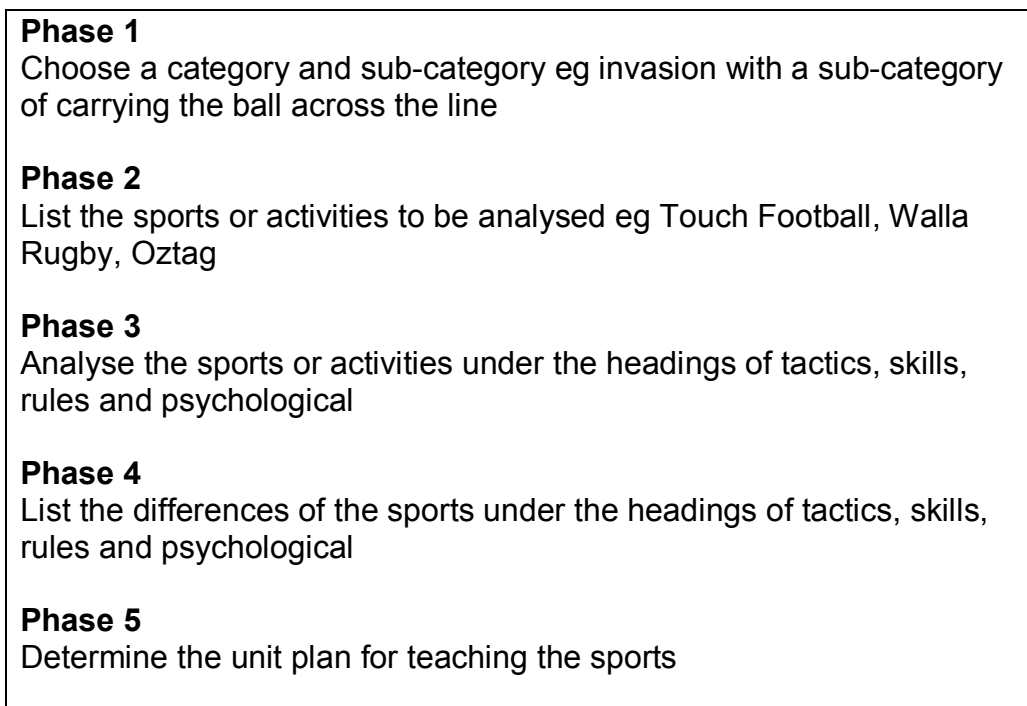 Phase 1
Choose a category and sub-category eg invasion with a sub-category
of carrying the ball across the line
Phase 2
List the sports or activities to be analysed eg Touch Football, Walla
Rugby, Oztag
Phase 3
Analyse the sports or activities under the headings of tactics, skills,
rules and psychological
Phase 4
List the differences of the sports under the headings of tactics, skills,
rules and psychological
Phase 5
Determine the unit plan for teaching the sports